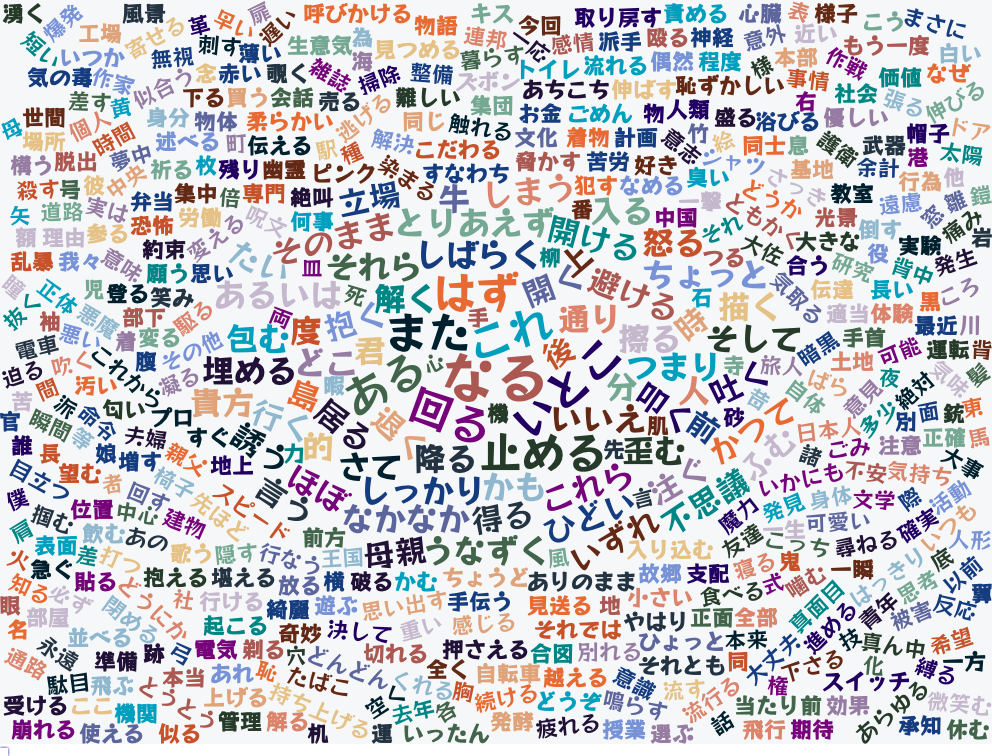 湧く 爆発 風景 革 早い 扉 遅い 呼びかける 物語 キス 今回 取り戻す 責める 心臓 表 様子 こう まさに
短い いつか 工場 寄せる 無視 刺す 薄い 生意気 為 海 見つめる 連邦 一応 感情 派手 殴る 神経 意外 近い 本部 作戦 もう一度 白い
気の毒 作家 似合う 念 赤い 覗く 雑誌 掃除 整備 暮らす ズボン トイレ 流れる 偶然 程度 様 事情 価値 なぜ
差す 黄 下る 買う 会話 売る 逃げる 難しい 集団 あちこち 伸ばす 恥ずかしい 右 社会 張る 伸びる
母 世間 個人 身分 物体 柔らかい 駅 同じ 触れる お金 ごめん 物人類 盛る 浴びる 優しい 帽子 ドア
場所 時間 夢中 述べる 町 伝える 種 解決 こだわる 文化 着物 計画 意志 竹 絵 同士 息 護衛 武器 港 太陽
構う 脱出 中央 祈る 枚 残り 幽霊 ピンク 染まる すなわち 脅かす 苦労 好き 臭い シャツ さっき 基地 余計 行為 他
殺す 号 彼 弁当 集中 倍 専門 絶叫 立場 牛 しまう 犯す なめる 一撃 どうか 教室 遠慮 恋 離 鎧
矢 道路 実は 恐怖 労働 呪文 何事 とりあえず 番 入る 中国 それ ともかく 光景 倒す 痛み 岩
額 理由 参る 約束 変える そのまま 開ける 怒る つる 大佐 大きな 役 実験 発生
乱暴 我々 意味 願う 思い たい 皿 それら しばらく 柳 上 ちょっと 合う 研究 背中
瞳 正体 児 登る 笑み あるいは 死 解く はず 開く 避ける 石 描く 気取る 伝達 長い 黒 ころ
抜く 袖 悪魔 部下 駆る 両 度 抱く また これ 手 通り 擦る 時 そして 適当 体験 最近 川
電車 悪い 着 変る 包む 君 心 後 手首 運転 背
迫る 吹く これから 腹 その他 埋める どこ ある なる どこ つまり 寺 旅人 暗黒 土地 可能 気味 髪
苦 間 汚い 凝る 島 暇 回る 機 分 叩く 人 吐く ばら 夜
官 派 命令 匂い プロ 貴方 行く 居る 退く いいえ 肌 前 砂 昔 かつて 自体 意見 多少 絶対 別 面 銃 東
瞬間 等 夫婦 すぐ 誘う 力 的 さて 降る 止める 先 歪む ふむ 日本人 注意 正確 馬
誰 長 娘 増す 親父 地上 ほぼ しっかり かも これら 注ぐ 不思議 諸 ごみ 不安 気持ち 大事
目立つ 望む 者 回す 椅子 先ほど スピード 言う 言 いかにも 文学 際 活動
僕 掴む 位置 中心 建物 前方 なかなか 得る ひどい いずれ 魔力 発見 身体 確実 いつも
肩 表面 飲む あの 歌う 隠す 行なう 王国 母親 うなずく 風 入り込む 友達 一生 可愛い こっち 尋ねる 人形
火 急ぐ 差 打つ 抱える 堪える 放る 横 破る かむ ちょうど ありのまま 故郷 支配 寝る 鬼 一瞬 はっきり 底 以前
知る 貼る どうにか 社 行ける 綺麗 遊ぶ 思い出す 手伝う 見送る 地 小さい 食べる 式 噛む 真面目 思考 翼
眼 部屋 必ず 閉める 起こる 奇妙 決して 重い 感じる それでは やはり 正面 全部 進める 青年 被害 反応
名 永遠 並べる 弓 電気 剃る 穴 どんどん 切れる 押さえる 合図 別れる ひょっと 本来 大丈夫 技 真ん中 希望
通路 準備 跡 本当 あれ 恥 たばこ 全く 自転車 越える 意識 それとも 同 下さる 化 縛る 一方
駄目 飛ぶ とうとう 上げる 持ち上げる 空 くれる 胸 続ける どうぞ 鳴らす 流す 流行る 権 スイッチ あらゆる 微笑む
受ける ここ 機関 管理 解る 去年 各 発酵 話 当たり前 効果
崩れる 使える 似る 机 運 いったん 疲れる 授業 選ぶ 飛行 期待 承知 休む